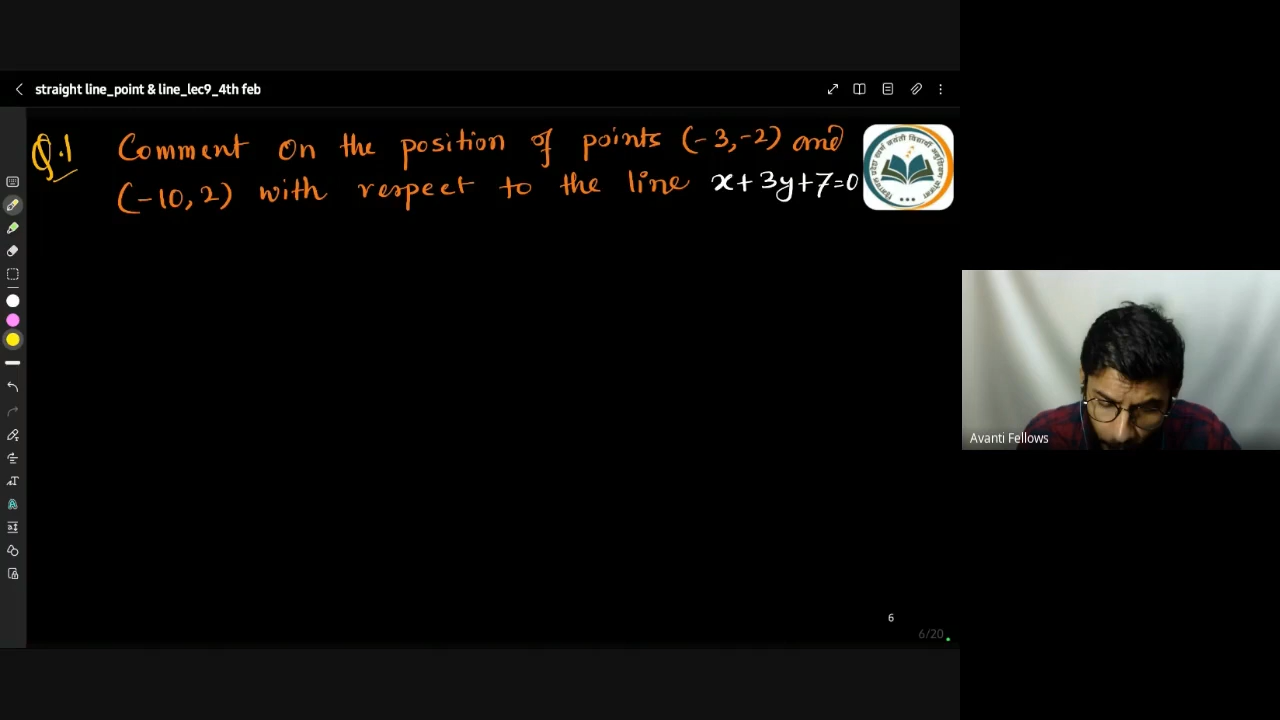 straight line_point & line_lec9_4th feb
Q.1 Comment on the position of points (-3,-2) and
(-10,2) with respect to the line x+3y+7=0
Avanti Fellows
6
6/20